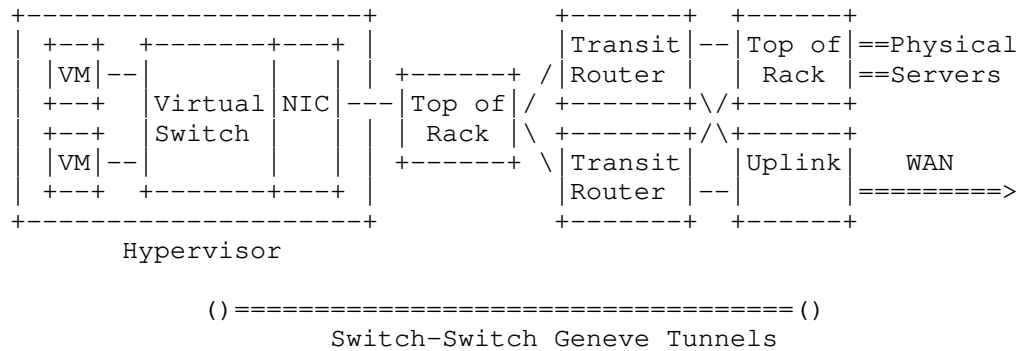 Transit Top of ==Physical
VM Router Rack ==Servers
Virtual NIC Top of
Switch Rack
VM Transit Uplink WAN
Router =========>
Hypervisor
()===================================()
Switch-Switch Geneve Tunnels